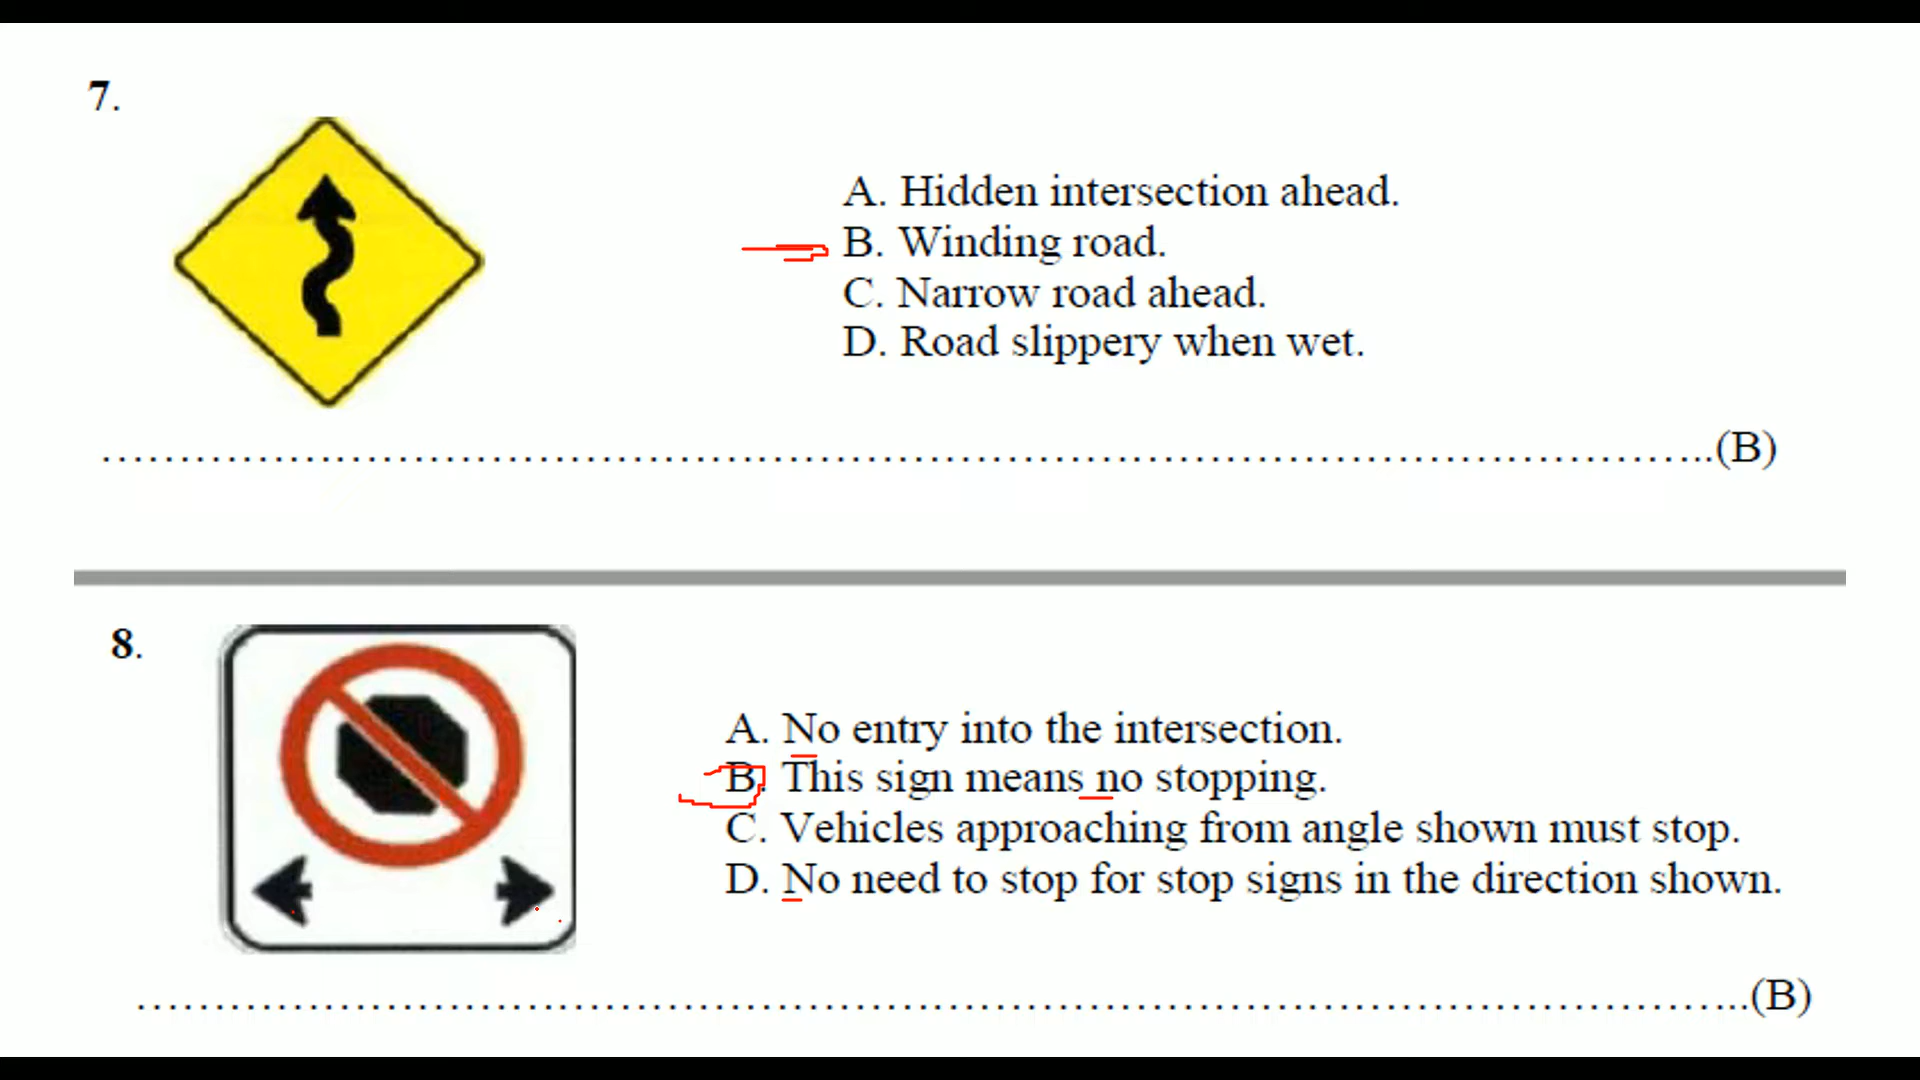 7.
A. Hidden intersection ahead.
B. Winding road.
C. Narrow road ahead.
D. Road slippery when wet.
........................................................................................(B)
8.
A. No entry into the intersection.
B. This sign means no stopping.
C. Vehicles approaching from angle shown must stop.
D. No need to stop for stop signs in the direction shown.
........................................................................................(B)